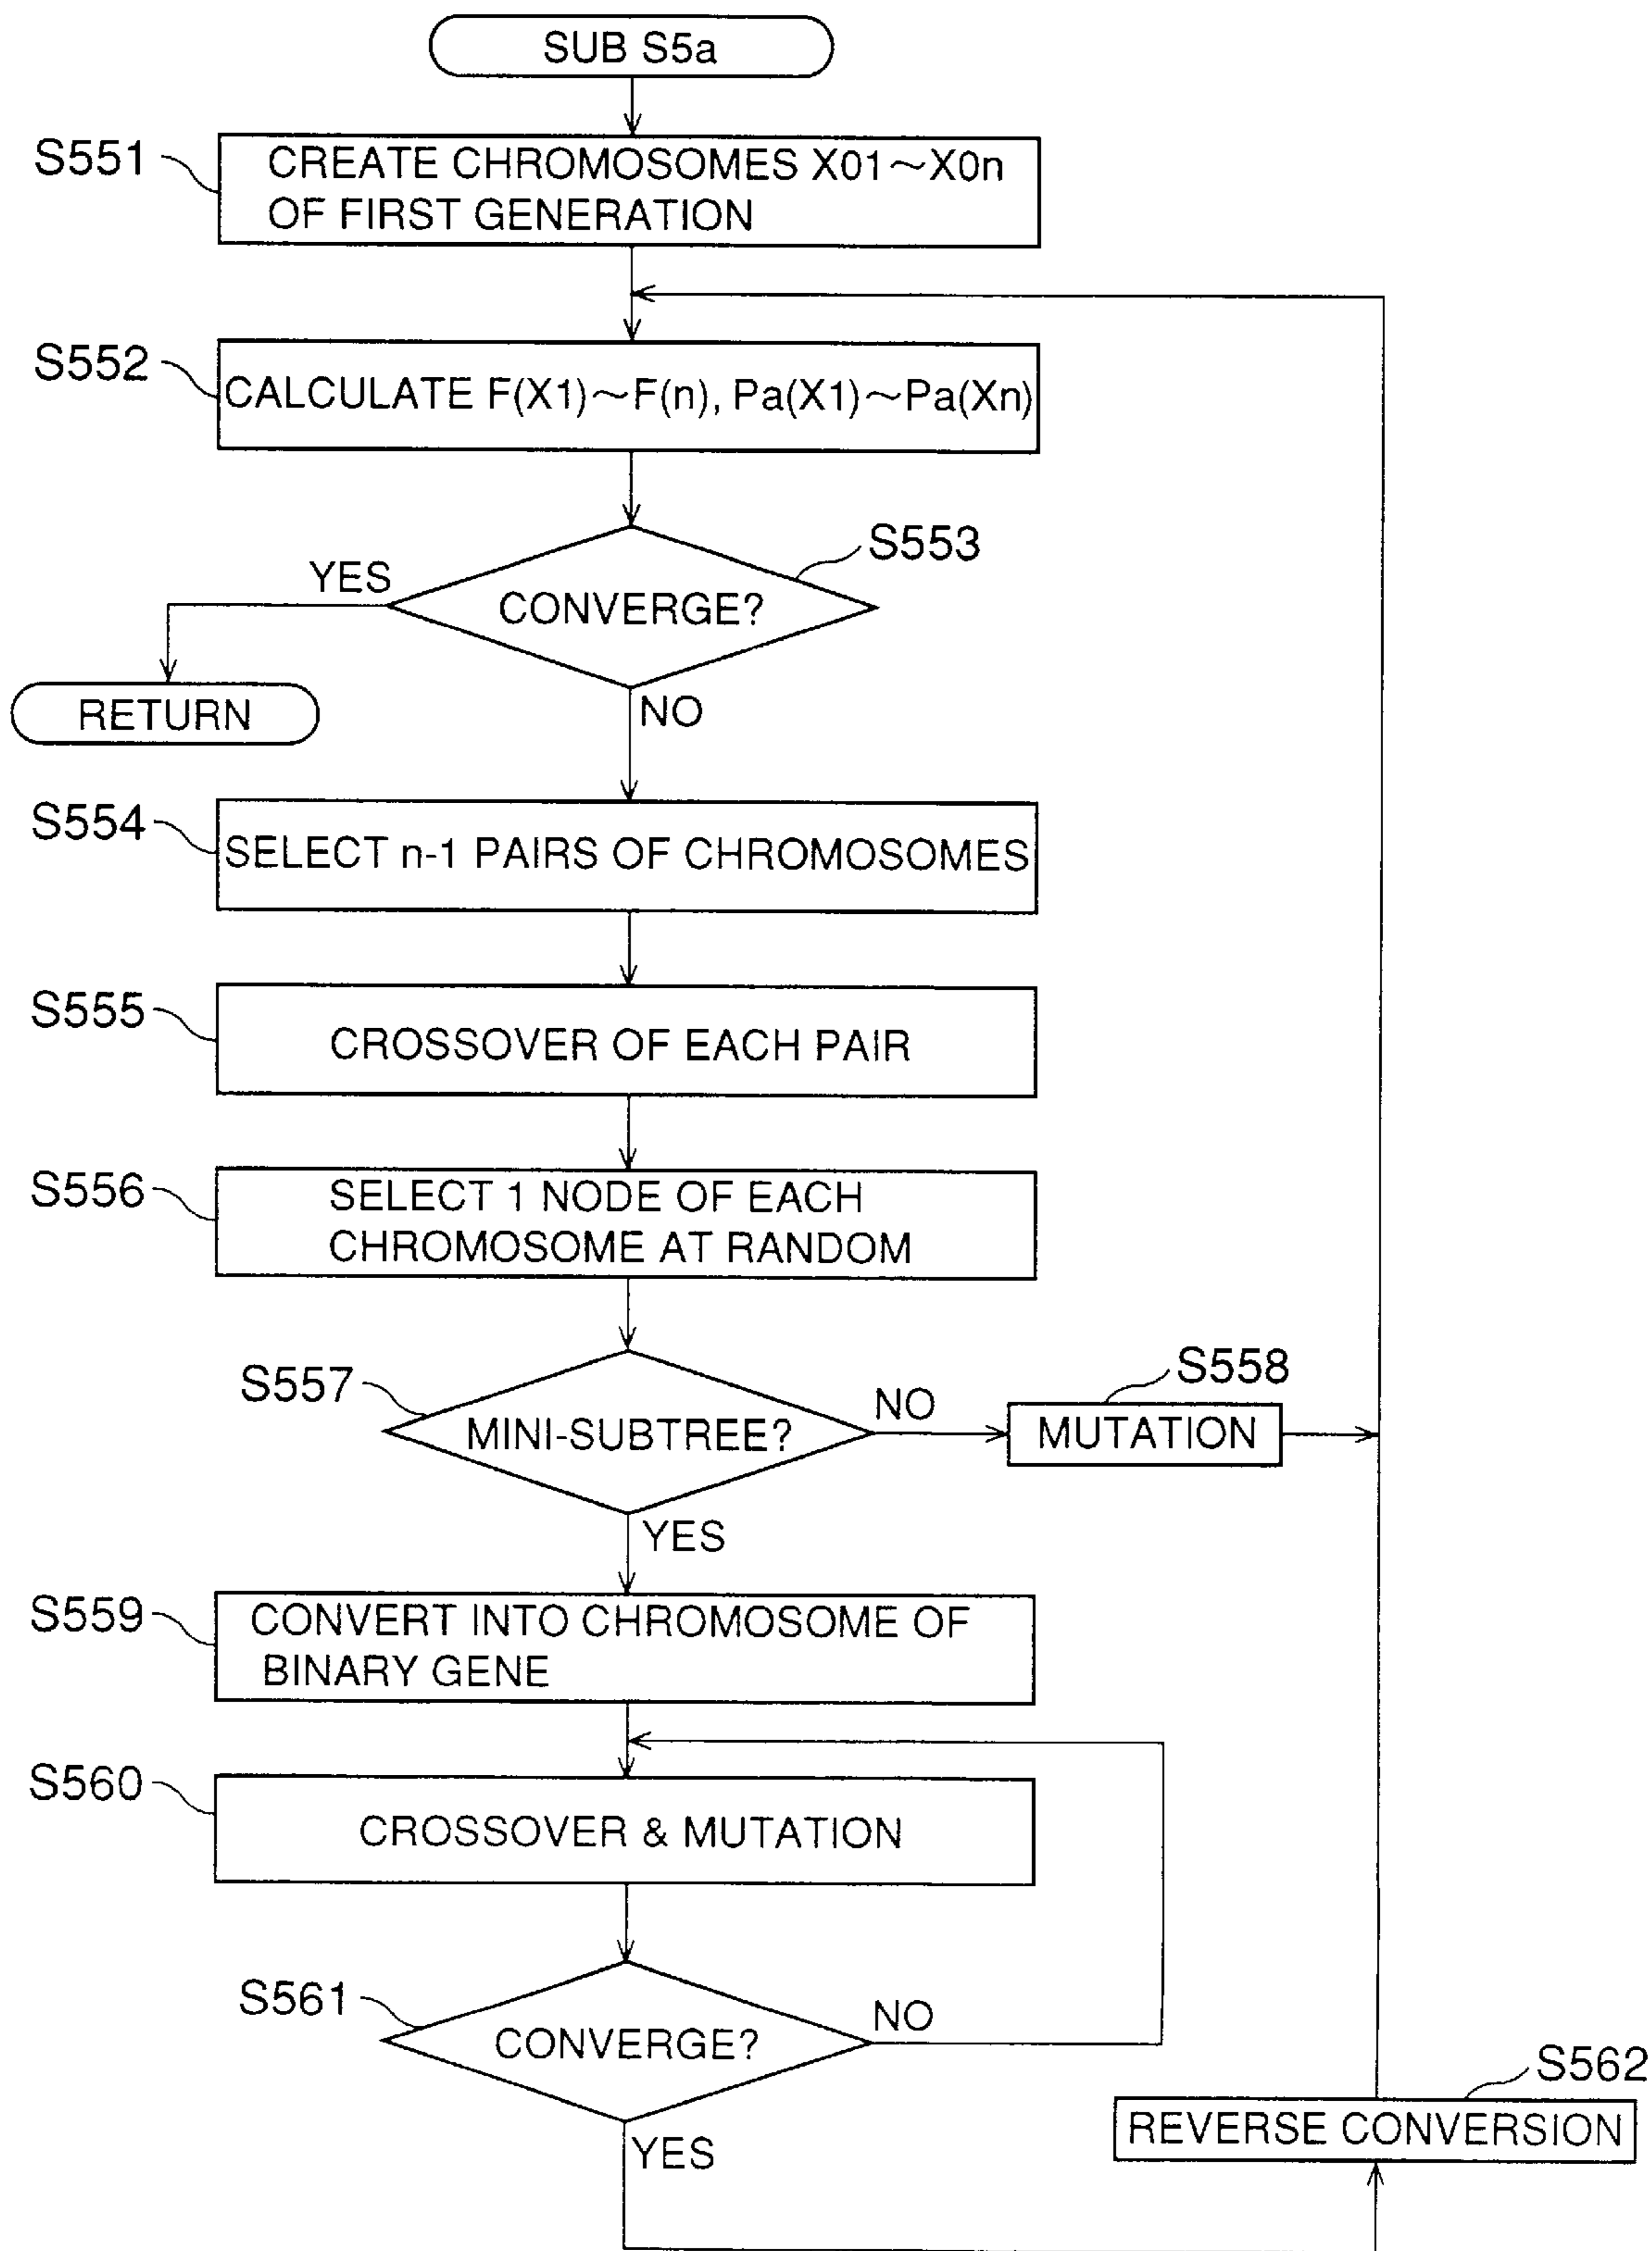 SUB S5a
S551
CREATE CHROMOSOMES X01~X0n
OF FIRST GENERATION
S552
CALCULATE F(X1)~F(n), Pa(X1)~Pa(Xn)
S553
YES
CONVERGE?
RETURN
NO
S554
SELECT n-1 PAIRS OF CHROMOSOMES
S555
CROSSOVER OF EACH PAIR
S556
SELECT 1 NODE OF EACH
CHROMOSOME AT RANDOM
S557
MINI-SUBTREE?
NO
S558
MUTATION
YES
S559
CONVERT INTO CHROMOSOME OF
BINARY GENE
S560
CROSSOVER & MUTATION
S561
CONVERGE?
NO
S562
REVERSE CONVERSION
YES